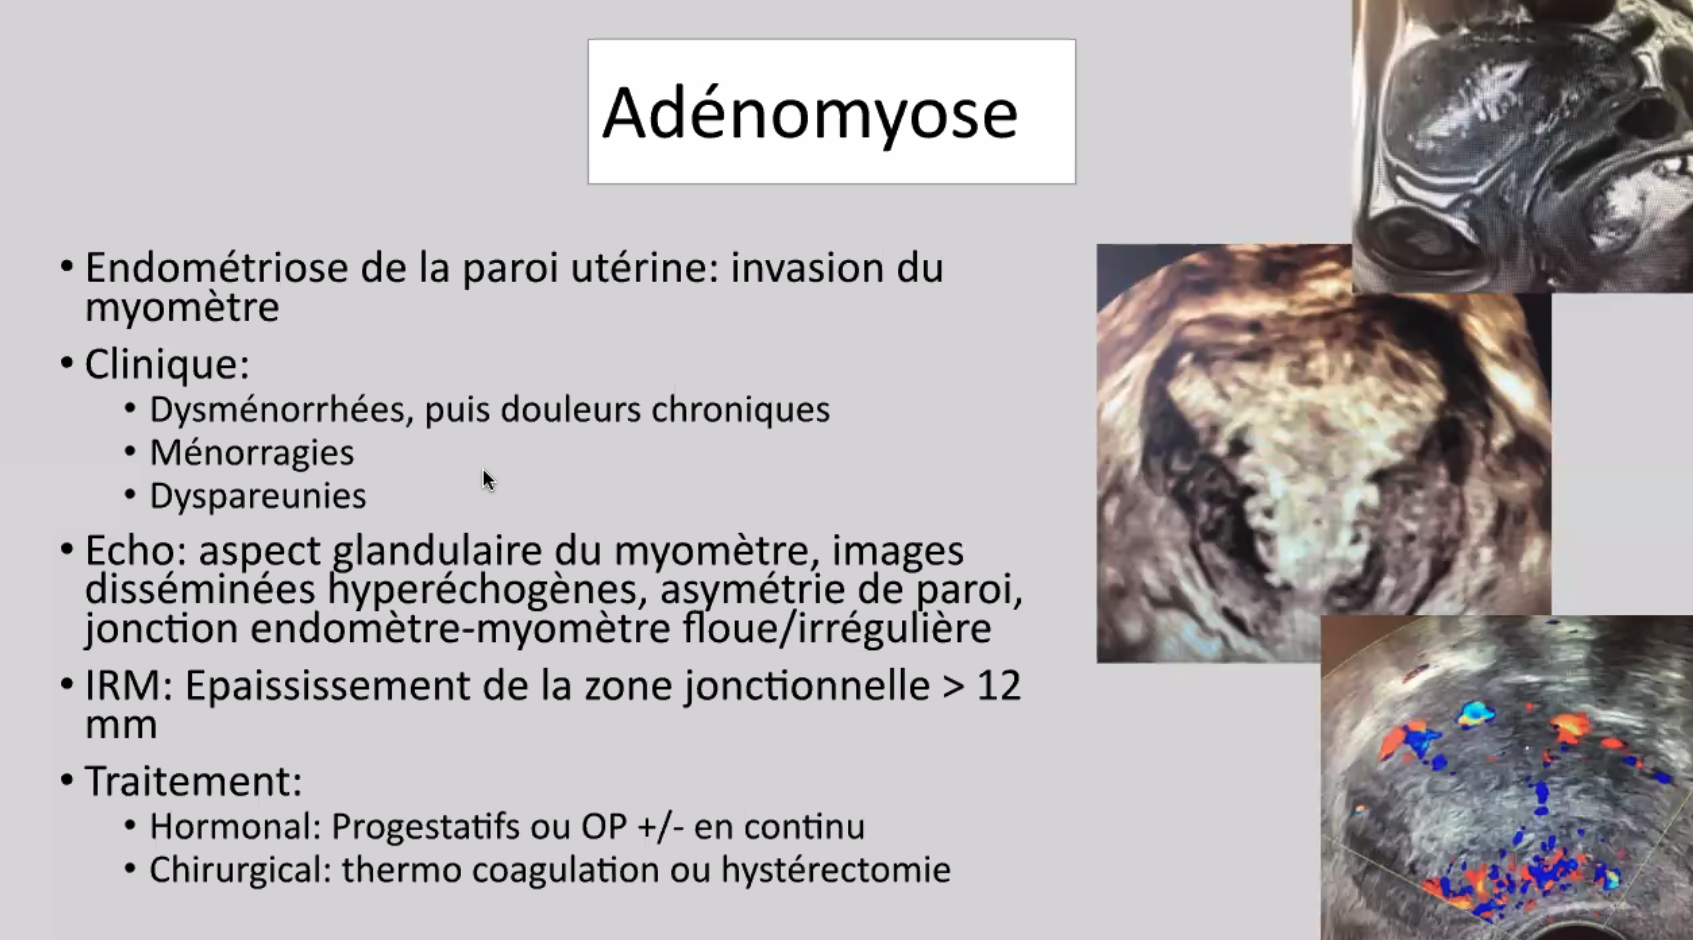 Adénomyose
• Endométriose de la paroi utérine: invasion du
myomètre
• Clinique:
• Dysménorrhées, puis douleurs chroniques
• Ménorragies
• Dyspareunies
• Echo: aspect glandulaire du myomètre, images
disséminées hyperéchogènes, asymétrie de paroi,
jonction endomètre-myomètre floue/irrégulière
• IRM: Epaississement de la zone jonctionnelle > 12
mm
• Traitement:
• Hormonal: Progestatifs ou OP +/- en continu
• Chirurgical: thermo coagulation ou hystérectomie